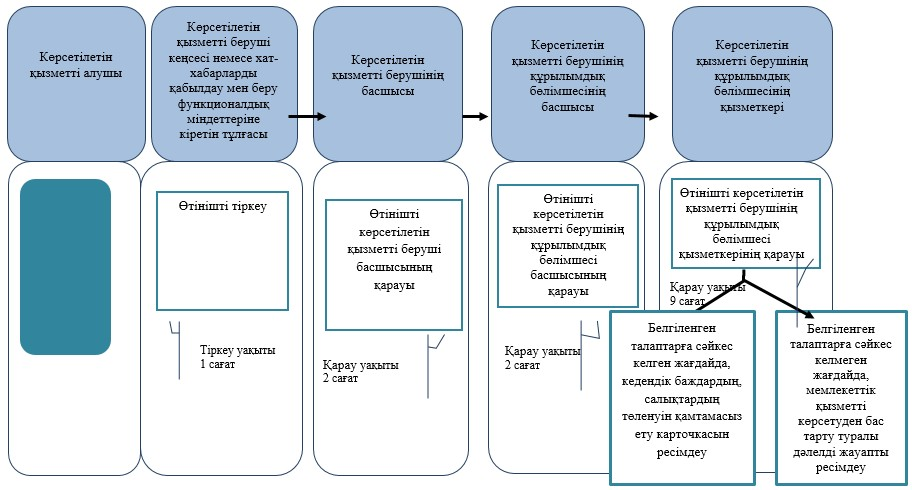 Көрсетілетін
қызметті алушы
Көрсетілетін
қызметті беруші
кеңсесі немесе хат-
хабарларды
қабылдау мен беру
функционалдық
міндеттеріне
кіретін тұлғасы
Көрсетілетін
қызметті берушінің
басшысы
Көрсетілетін
қызметті берушінің
құрылымдық
бөлімшесінің
басшысы
Көрсетілетін
қызметті берушінің
құрылымдық
бөлімшесінің
қызметкері
Өтінішті тіркеу
Тіркеу уақыты
1 сағат
Өтінішті
көрсетілетін
қызметті беруші
басшысының
қарауы
Қарау уақыты
2 сағат
Өтінішті
көрсетілетін
қызметті берушінің
құрылымдық
бөлімшесі
басшысының
қарауы
Қарау уақыты
2 сағат
Өтінішті көрсетілетін
қызметті берушінің
құрылымдық
бөлімшесі
қызметкерінің қарауы
Қарау уақыты
9 сағат
Белгіленген
талаптарға сәйкес
келген жағдайда,
кедендік баждардың,
салықтардың
төленуін қамтамасыз
ету карточкасын
ресімдеу
Белгіленген
талаптарға сәйкес
келмеген
жағдайда,
мемлекеттік
қызметті
көрсетуден бас
тарту туралы
дәлелді жауапты
ресімдеу